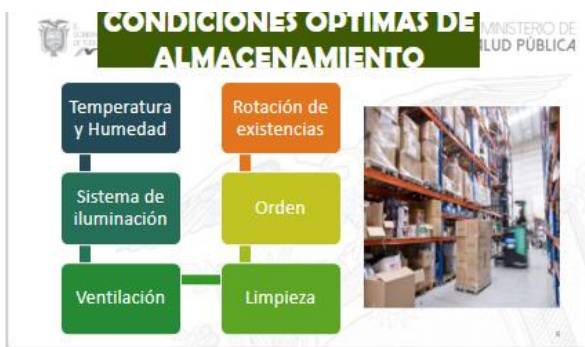 CONDICIONES OPTIMAS DE
ALMACENAMIENTO
MINISTERIO DE
SALUD PÚBLICA
Temperatura
y Humedad
Sistema de
iluminación
Ventilación
Limpieza
Orden
Rotación de
existencias